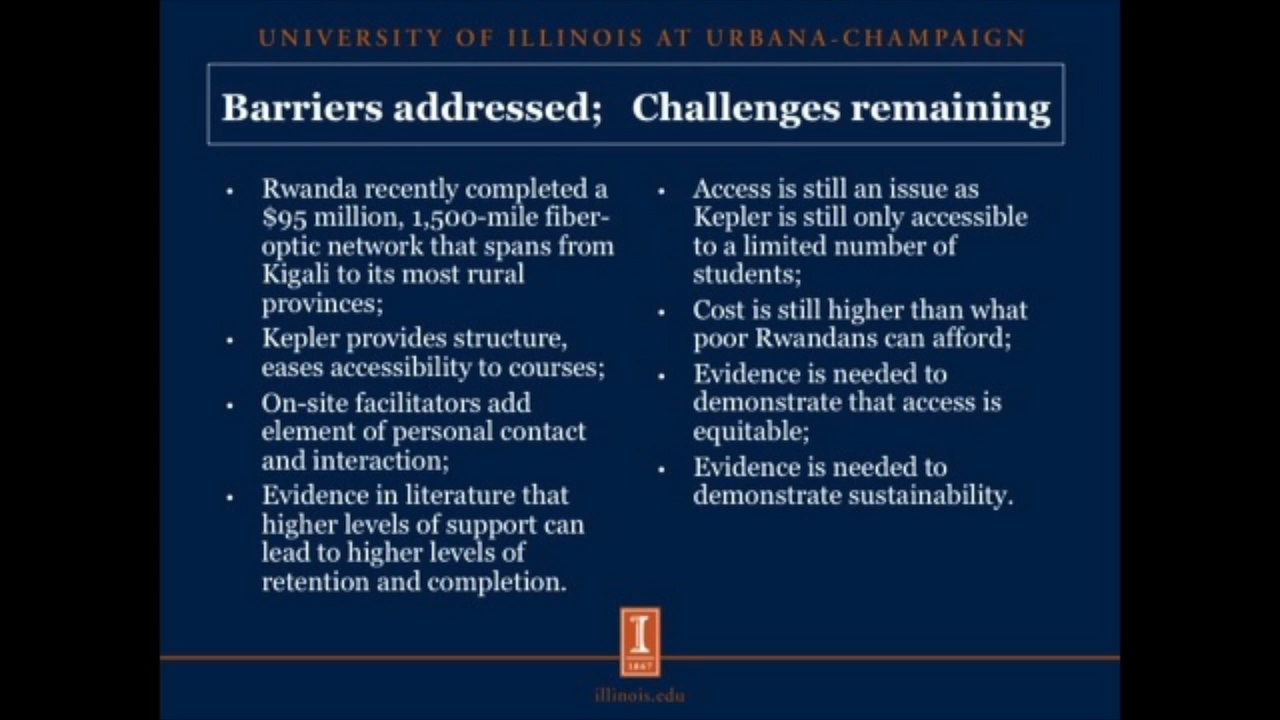 UNIVERSITY OF ILLINOIS AT URBANA-CHAMPAIGN
Barriers addressed; Challenges remaining
• Rwanda recently completed a
$95 million, 1,500-mile fiber-
optic network that spans from
Kigali to its most rural
provinces;
• Kepler provides structure,
eases accessibility to courses;
• On-site facilitators add
element of personal contact
and interaction;
• Evidence in literature that
higher levels of support can
lead to higher levels of
retention and completion.
• Access is still an issue as
Kepler is still only accessible
to a limited number of
students;
• Cost is still higher than what
poor Rwandans can afford;
• Evidence is needed to
demonstrate that access is
equitable;
• Evidence is needed to
demonstrate sustainability.
I
1867
illinois.edu